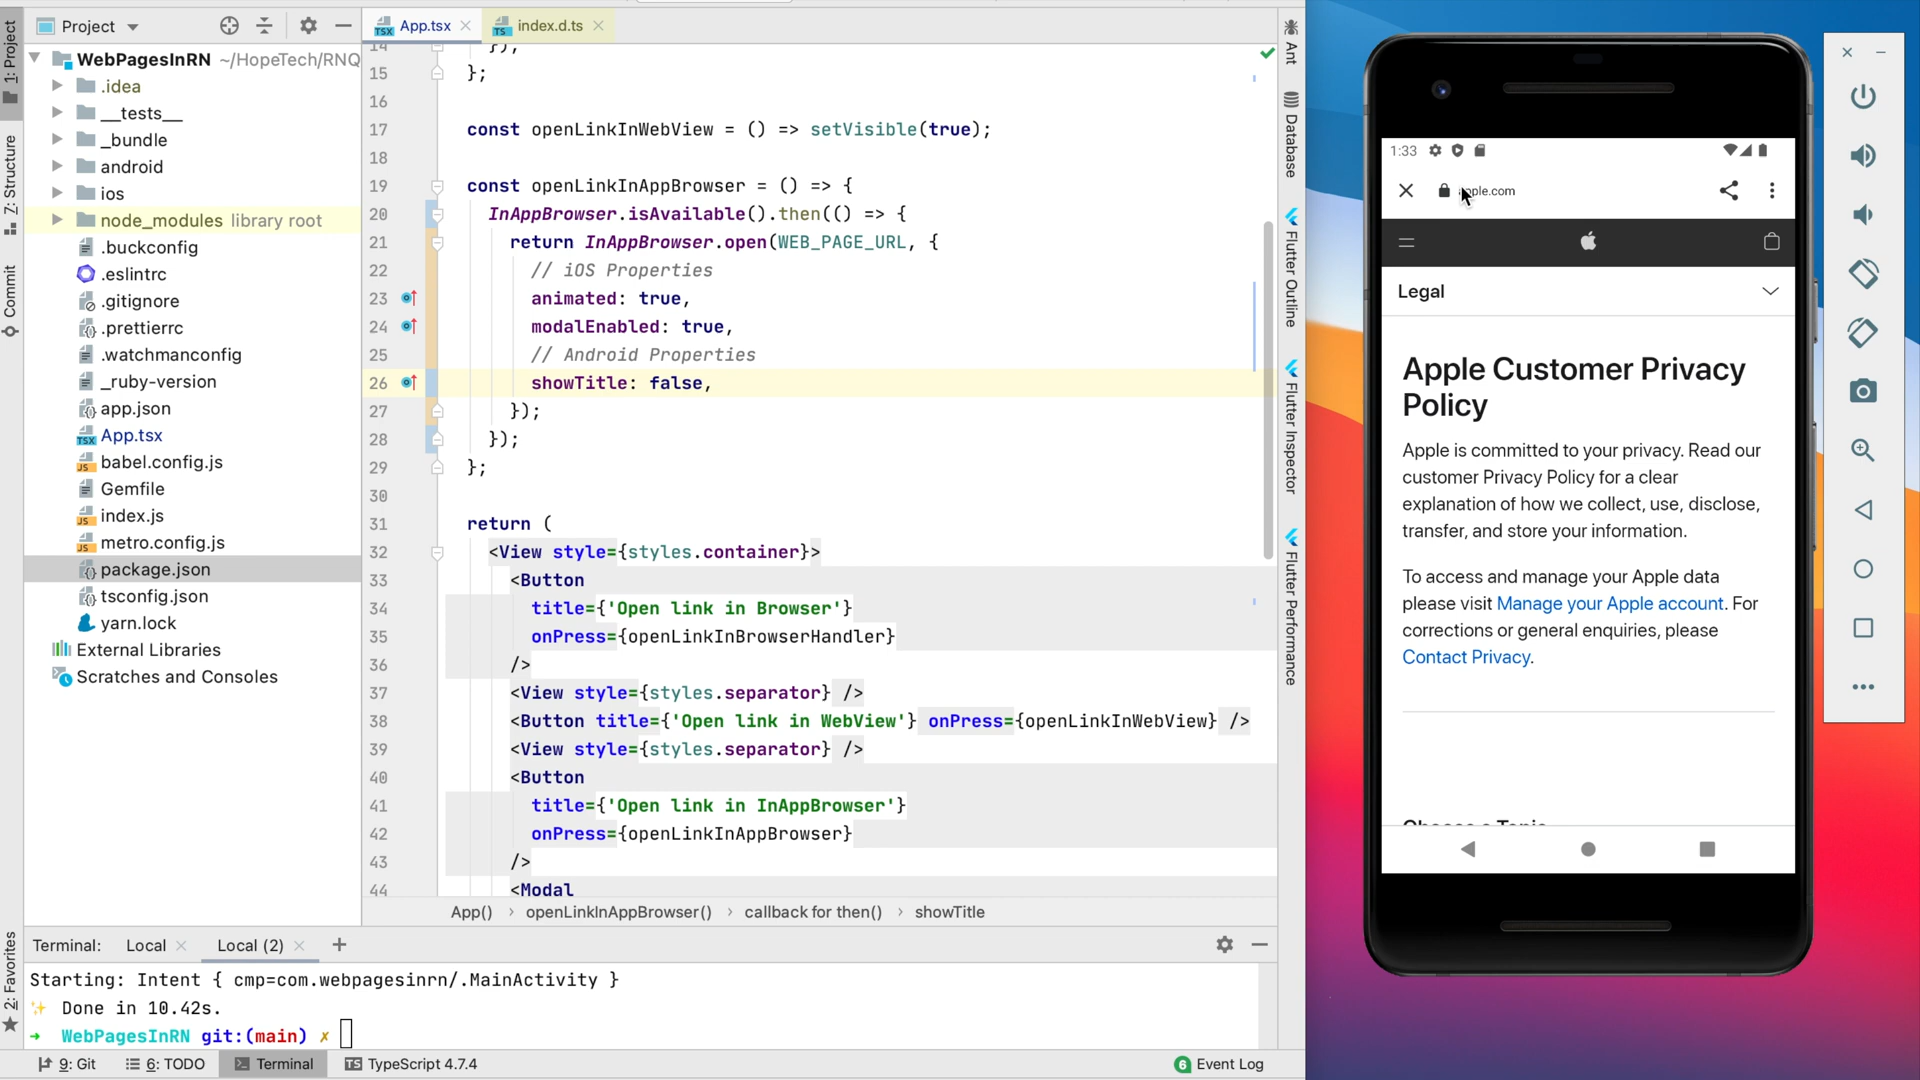 Project
App.tsx
index.d.ts
1: Project
Z: Structure
Commit
2: Favorites
WebPagesInRN ~/HopeTech/RNQ
.idea
__tests__
_bundle
android
ios
node_modules library root
.buckconfig
.eslintrc
.gitignore
.prettierrc
.watchmanconfig
_ruby-version
app.json
App.tsx
babel.config.js
Gemfile
index.js
metro.config.js
package.json
tsconfig.json
yarn.lock
External Libraries
Scratches and Consoles
14 });
15 };
16
17 const openLinkInWebView = () => setVisible(true);
18
19 const openLinkInAppBrowser = () => {
20 InAppBrowser.isAvailable().then(() => {
21 return InAppBrowser.open(WEB_PAGE_URL, {
22 // iOS Properties
23 animated: true,
24 modalEnabled: true,
25 // Android Properties
26 showTitle: false,
27 });
28 });
29 };
30
31 return (
32 <View style={styles.container}>
33 <Button
34 title={'Open link in Browser'}
35 onPress={openLinkInBrowserHandler}
36 />
37 <View style={styles.separator} />
38 <Button title={'Open link in WebView'} onPress={openLinkInWebView} />
39 <View style={styles.separator} />
40 <Button
41 title={'Open link in InAppBrowser'}
42 onPress={openLinkInAppBrowser}
43 />
44 <Modal
App() › openLinkInAppBrowser() › callback for then() › showTitle
Ant
Database
Flutter Outline
Flutter Inspector
Flutter Performance
Terminal: Local Local (2) +
Starting: Intent { cmp=com.webpagesinrn/.MainActivity }
✨ Done in 10.42s.
→ WebPagesInRN git:(main) ✗
9: Git
6: TODO
Terminal
TS TypeScript 4.7.4
6 Event Log
1:33
apple.com
Legal
Apple Customer Privacy
Policy
Apple is committed to your privacy. Read our
customer Privacy Policy for a clear
explanation of how we collect, use, disclose,
transfer, and store your information.
To access and manage your Apple data
please visit Manage your Apple account. For
corrections or general enquiries, please
Contact Privacy.
Choose a Topic